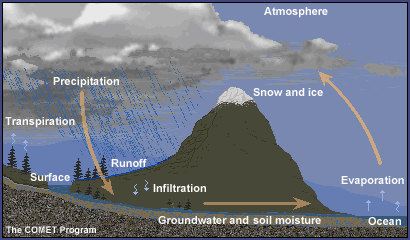 Atmosphere
Precipitation
Snow and ice
Transpiration
Runoff
Surface
Infiltration
Evaporation
Groundwater and soil moisture
Ocean
The COMET Program